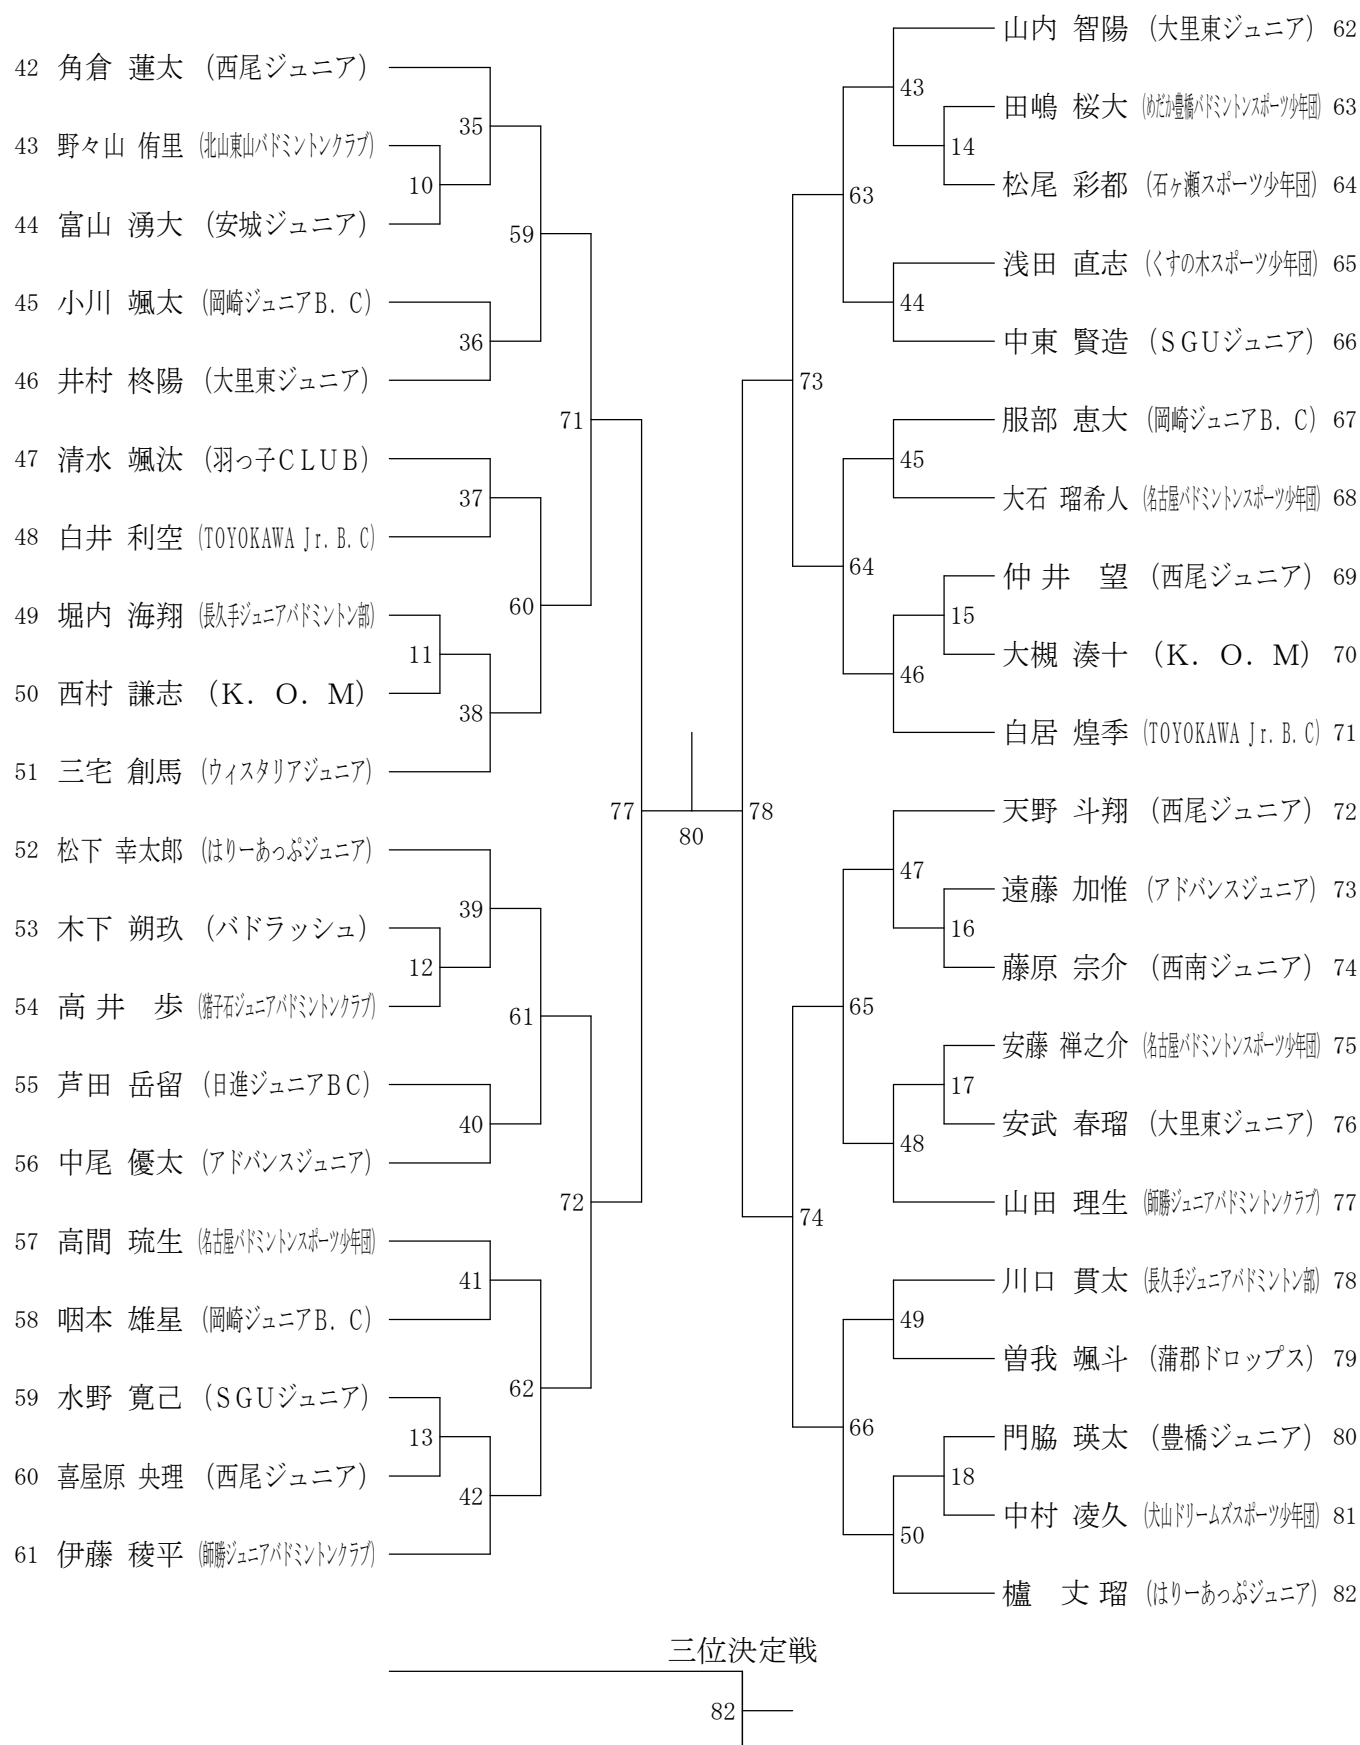 42 角倉 蓮太 (西尾ジュニア)
35
43 野々山 侑里 (北山東山バドミントンクラブ)
10
44 富山 湧大 (安城ジュニア)
59
45 小川 颯太 (岡崎ジュニアB.C)
36
46 井村 柊陽 (大里東ジュニア)
71
47 清水 颯汰 (羽っ子CLUB)
37
48 白井 利空 (TOYOKAWA Jr.B.C)
60
49 堀内 海翔 (長久手ジュニアバドミントン部)
11
50 西村 謙志 (K.O.M)
38
51 三宅 創馬 (ウィスタリアジュニア)
77
52 松下 幸太郎 (はりーあっぷジュニア)
39
53 木下 朔玖 (バドラッシュ)
12
54 高井 歩 (猪子石ジュニアバドミントンクラブ)
61
55 芦田 岳留 (日進ジュニアBC)
40
56 中尾 優太 (アドバンスジュニア)
72
57 高間 琉生 (名古屋バドミントンスポーツ少年団)
41
58 咽本 雄星 (岡崎ジュニアB.C)
62
59 水野 寛己 (SGUジュニア)
13
60 喜屋原 央理 (西尾ジュニア)
42
61 伊藤 稜平 (師勝ジュニアバドミントンクラブ)
80
山内 智陽 (大里東ジュニア) 62
43
田嶋 桜大 (めだか豊橋バドミントンスポーツ少年団) 63
14
松尾 彩都 (石ヶ瀬スポーツ少年団) 64
63
浅田 直志 (くすの木スポーツ少年団) 65
44
中東 賢造 (SGUジュニア) 66
73
服部 恵大 (岡崎ジュニアB.C) 67
45
大石 瑠希人 (名古屋バドミントンスポーツ少年団) 68
64
仲井 望 (西尾ジュニア) 69
15
大槻 湊十 (K.O.M) 70
46
白居 煌季 (TOYOKAWA Jr.B.C) 71
78
天野 斗翔 (西尾ジュニア) 72
47
遠藤 加惟 (アドバンスジュニア) 73
16
藤原 宗介 (西南ジュニア) 74
65
安藤 禅之介 (名古屋バドミントンスポーツ少年団) 75
17
安武 春瑠 (大里東ジュニア) 76
48
山田 理生 (師勝ジュニアバドミントンクラブ) 77
74
川口 貫太 (長久手ジュニアバドミントン部) 78
49
曽我 颯斗 (蒲郡ドロップス) 79
66
門脇 瑛太 (豊橋ジュニア) 80
18
中村 凌久 (犬山ドリームズスポーツ少年団) 81
50
櫨 丈瑠 (はりーあっぷジュニア) 82
三位決定戦
82